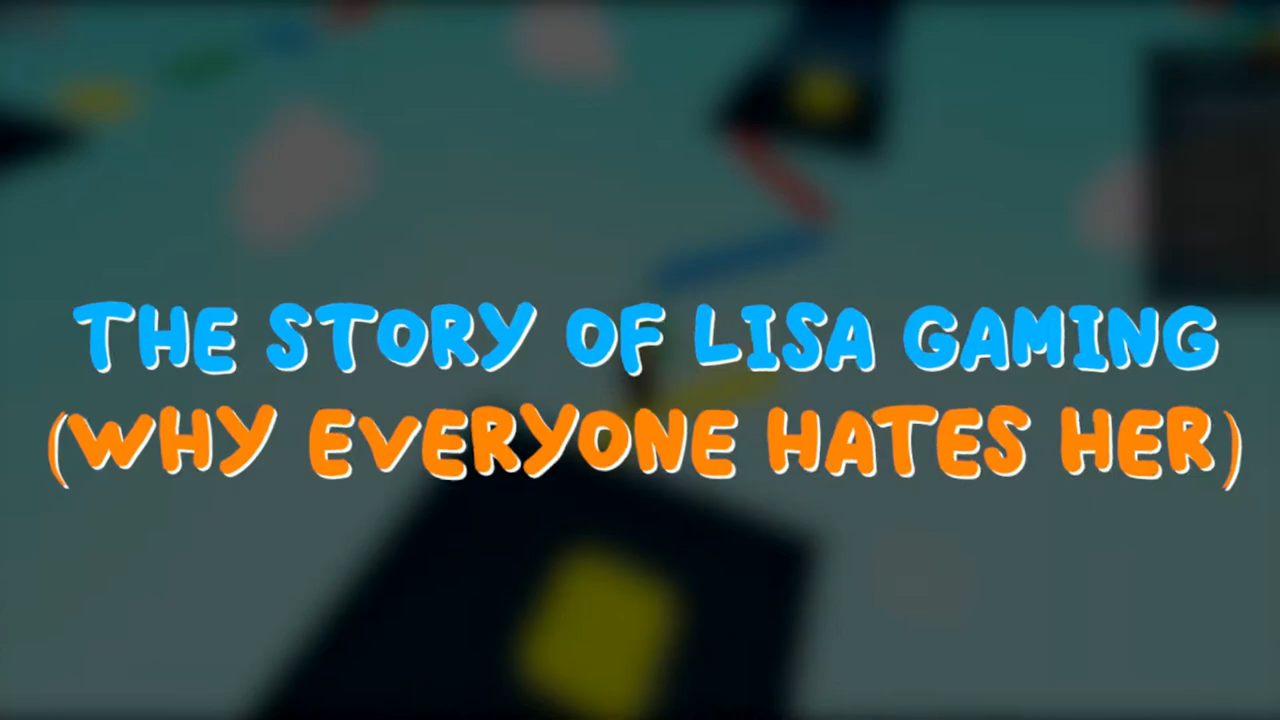 THE STORY OF LISA GAMING
(WHY EVERYONE HATES HER)